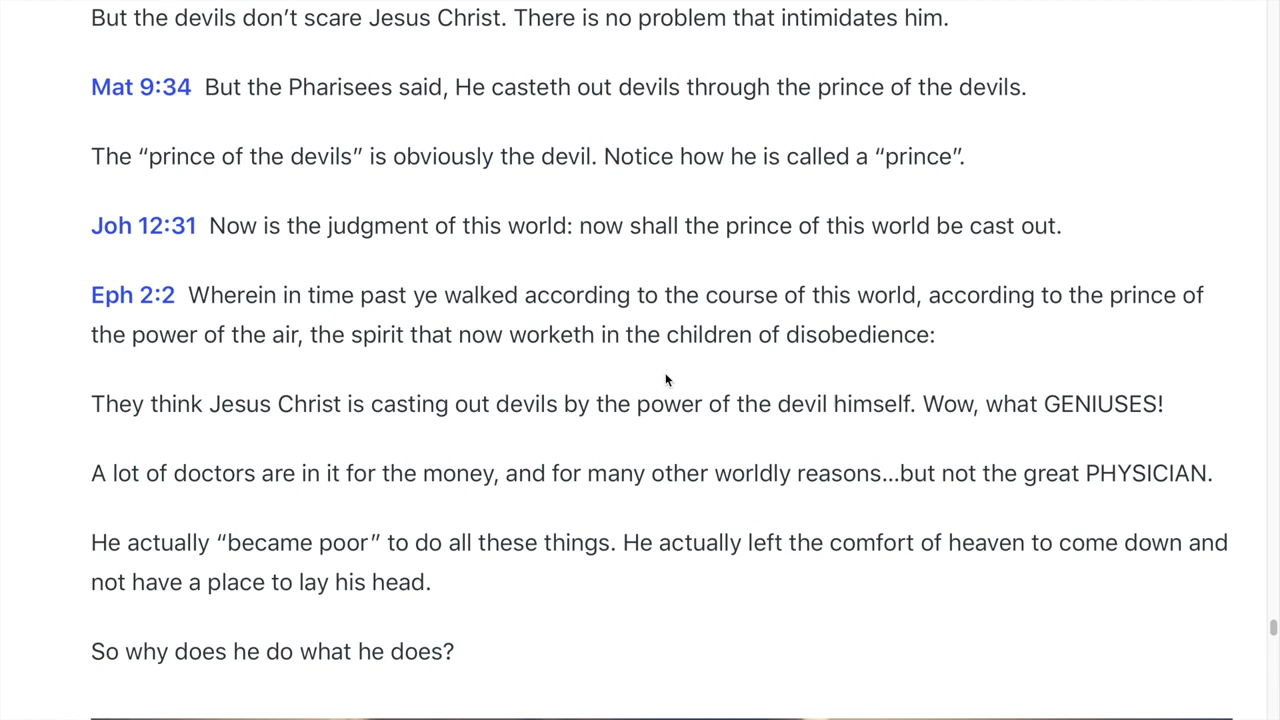 But the devils don’t scare Jesus Christ. There is no problem that intimidates him.
Mat 9:34 But the Pharisees said, He casteth out devils through the prince of the devils.
The “prince of the devils” is obviously the devil. Notice how he is called a “prince”.
Joh 12:31 Now is the judgment of this world: now shall the prince of this world be cast out.
Eph 2:2 Wherein in time past ye walked according to the course of this world, according to the prince of
the power of the air, the spirit that now worketh in the children of disobedience:
They think Jesus Christ is casting out devils by the power of the devil himself. Wow, what GENIUSES!
A lot of doctors are in it for the money, and for many other worldly reasons…but not the great PHYSICIAN.
He actually “became poor” to do all these things. He actually left the comfort of heaven to come down and
not have a place to lay his head.
So why does he do what he does?